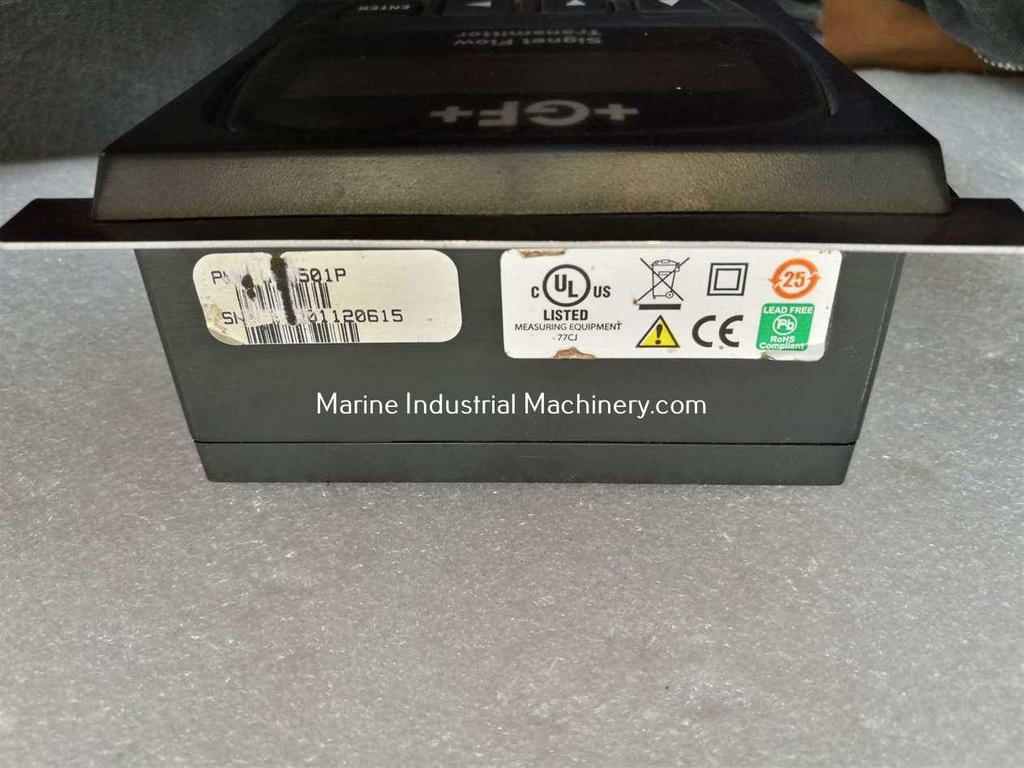 ENTER
Signet Flow
Transmitter
+GF+
501P
01120615
C UL US
LISTED
MEASURING EQUIPMENT
77CJ
25
CE
LEAD FREE
Pb
RoHS
Compliant
Marine Industrial Machinery.com